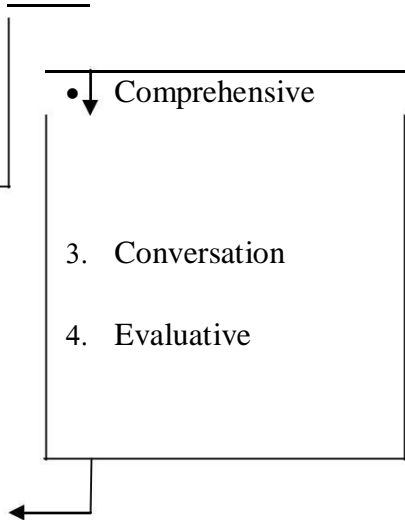 • Comprehensive
3. Conversation
4. Evaluative